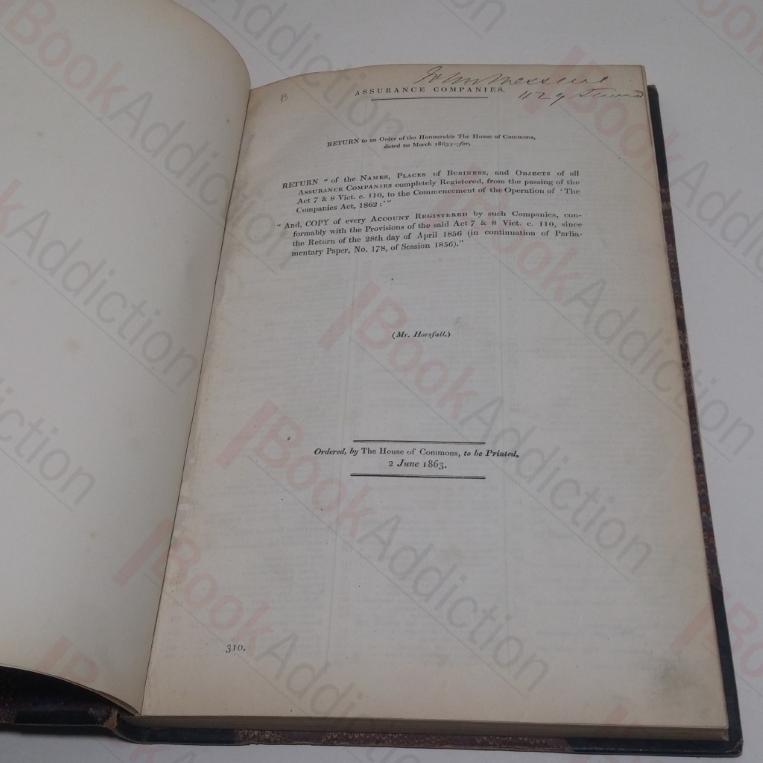 B
ASSURANCE COMPANIES.
RETURN to an Order of the Honourable The House of Commons,
dated 10 March 1863;—for,
RETURN " of the NAMES, PLACES of BUSINESS, and OBJECTS of all
ASSURANCE COMPANIES completely Registered, from the passing of the
Act 7 & 8 Vict. c. 110, to the Commencement of the Operation of ' The
Companies Act, 1862 :' "
" And, COPY of every ACCOUNT REGISTERED by such Companies, con-
formably with the Provisions of the said Act 7 & 8 Vict. c. 110, since
the Return of the 28th day of April 1856 (in continuation of Parlia-
mentary Paper, No. 178, of Session 1856)."
(Mr. Horsfall.)
Ordered, by The House of Commons, to be Printed,
2 June 1863.
310.
BookAddiction